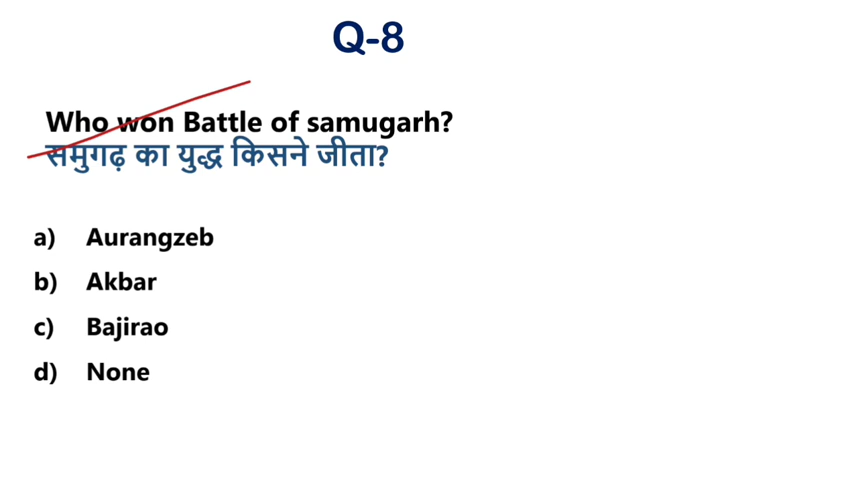 Q-8
Who won Battle of samugarh?
समुगढ़ का युद्ध किसने जीता?
a) Aurangzeb
b) Akbar
c) Bajirao
d) None